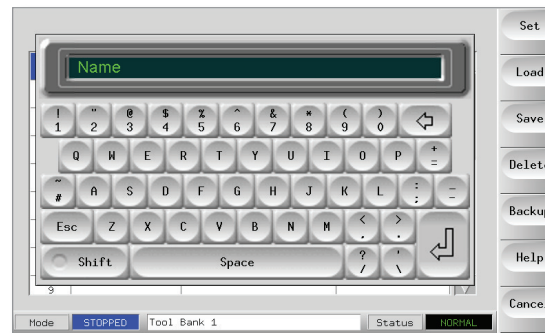 Name
! " @ $ % ^ & * ( )
1 2 3 4 5 6 7 8 9 0
Q W E R T Y U I O P + =
~ # A S D F G H J K L : ; _ -
Esc Z X C V B N M < , > .
Shift Space ? / ' \
9
Mode STOPPED Tool Bank 1 Status NORMAL
Set
Load
Save
Delete
Backup
Help
Cancel